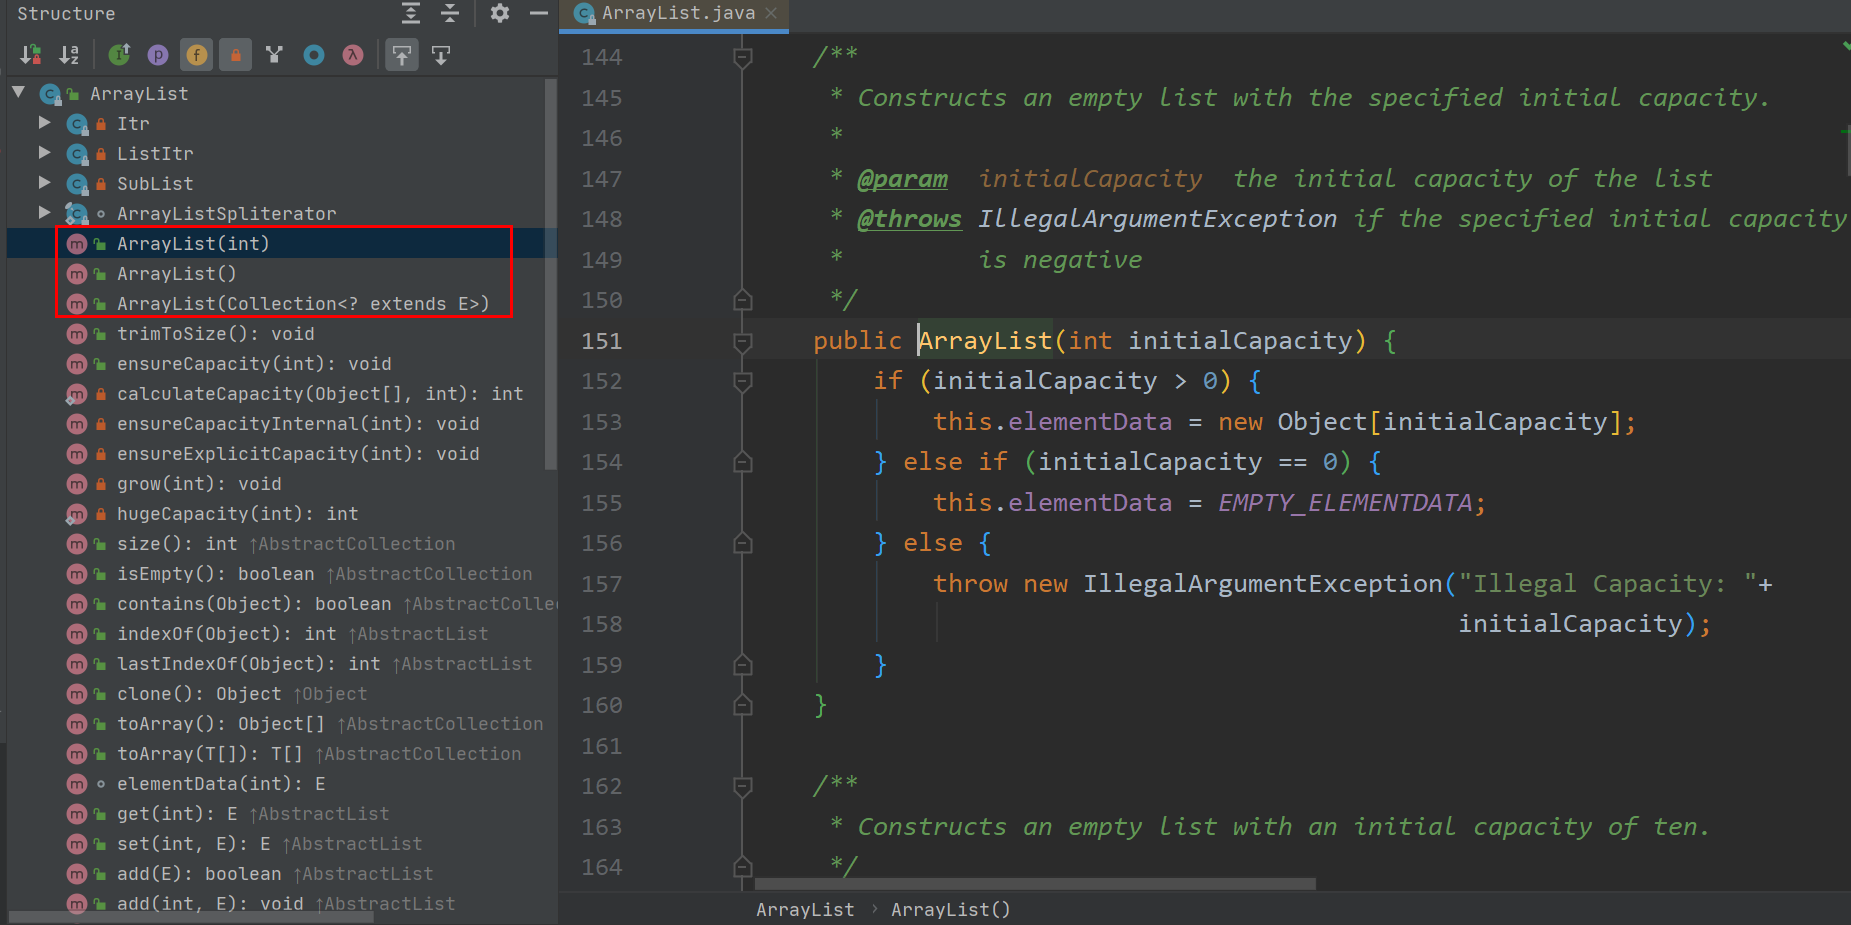 Structure
ArrayList
Itr
ListItr
SubList
ArrayListSpliterator
ArrayList(int)
ArrayList()
ArrayList(Collection<? extends E>)
trimToSize(): void
ensureCapacity(int): void
calculateCapacity(Object[], int): int
ensureCapacityInternal(int): void
ensureExplicitCapacity(int): void
grow(int): void
hugeCapacity(int): int
size(): int ↑AbstractCollection
isEmpty(): boolean ↑AbstractCollection
contains(Object): boolean ↑AbstractColle
indexOf(Object): int ↑AbstractList
lastIndexOf(Object): int ↑AbstractList
clone(): Object ↑Object
toArray(): Object[] ↑AbstractCollection
toArray(T[]): T[] ↑AbstractCollection
elementData(int): E
get(int): E ↑AbstractList
set(int, E): E ↑AbstractList
add(E): boolean ↑AbstractList
add(int, E): void ↑AbstractList
ArrayList.java
144 /**
145 * Constructs an empty list with the specified initial capacity.
146 *
147 * @param initialCapacity the initial capacity of the list
148 * @throws IllegalArgumentException if the specified initial capacity
149 * is negative
150 */
151 public ArrayList(int initialCapacity) {
152 if (initialCapacity > 0) {
153 this.elementData = new Object[initialCapacity];
154 } else if (initialCapacity == 0) {
155 this.elementData = EMPTY_ELEMENTDATA;
156 } else {
157 throw new IllegalArgumentException("Illegal Capacity: "+
158 initialCapacity);
159 }
160 }
161
162 /**
163 * Constructs an empty list with an initial capacity of ten.
164 */
ArrayList › ArrayList()